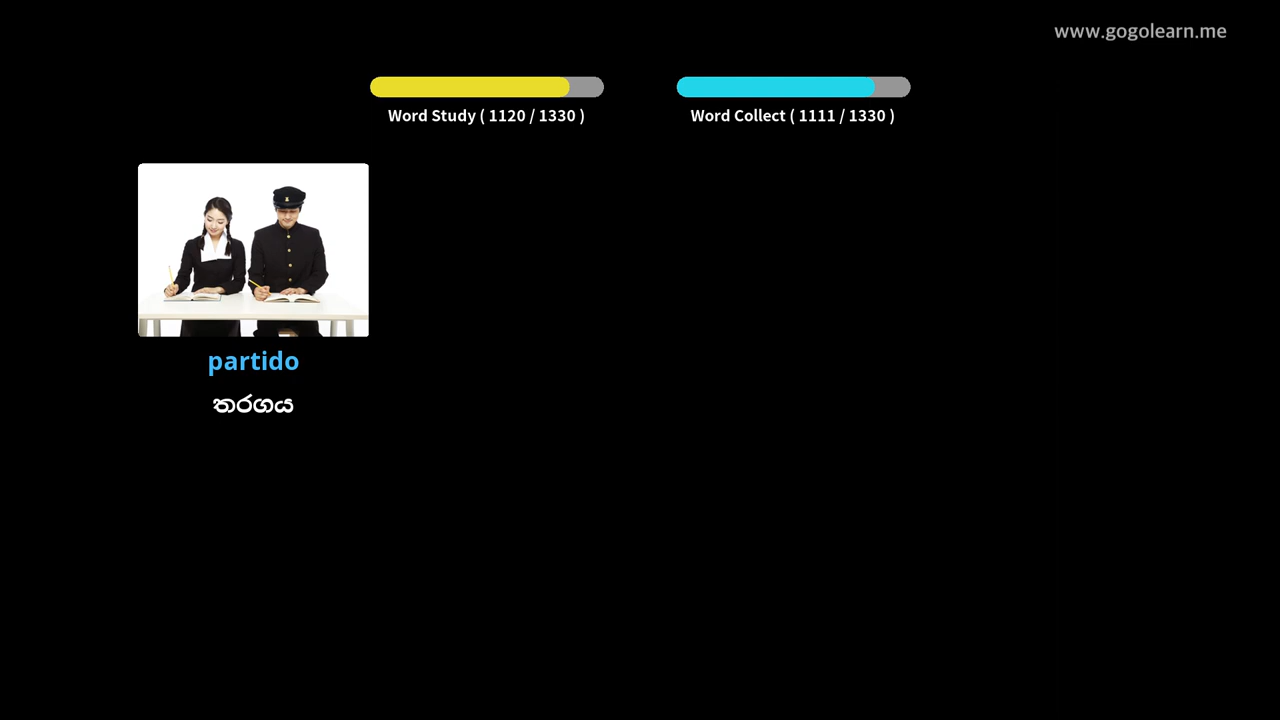 www.gogolearn.me
Word Study ( 1120 / 1330 )
Word Collect ( 1111 / 1330 )
partido
තරගය